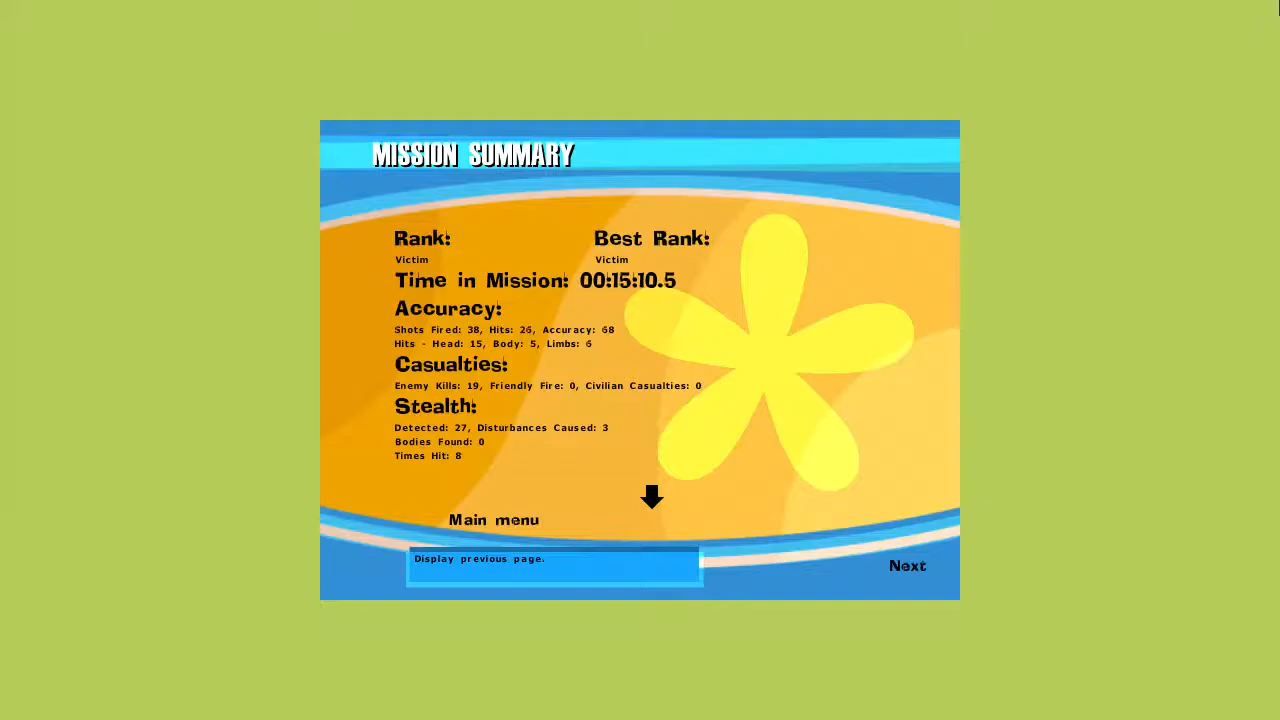 MISSION SUMMARY
Rank: Best Rank:
Victim Victim
Time in Mission: 00:15:10.5
Accuracy:
Shots Fired: 38, Hits: 26, Accuracy: 68
Hits - Head: 15, Body: 5, Limbs: 6
Casualties:
Enemy Kills: 19, Friendly Fire: 0, Civilian Casualties: 0
Stealth:
Detected: 27, Disturbances Caused: 3
Bodies Found: 0
Times Hit: 8
Main menu
Display previous page.
Next